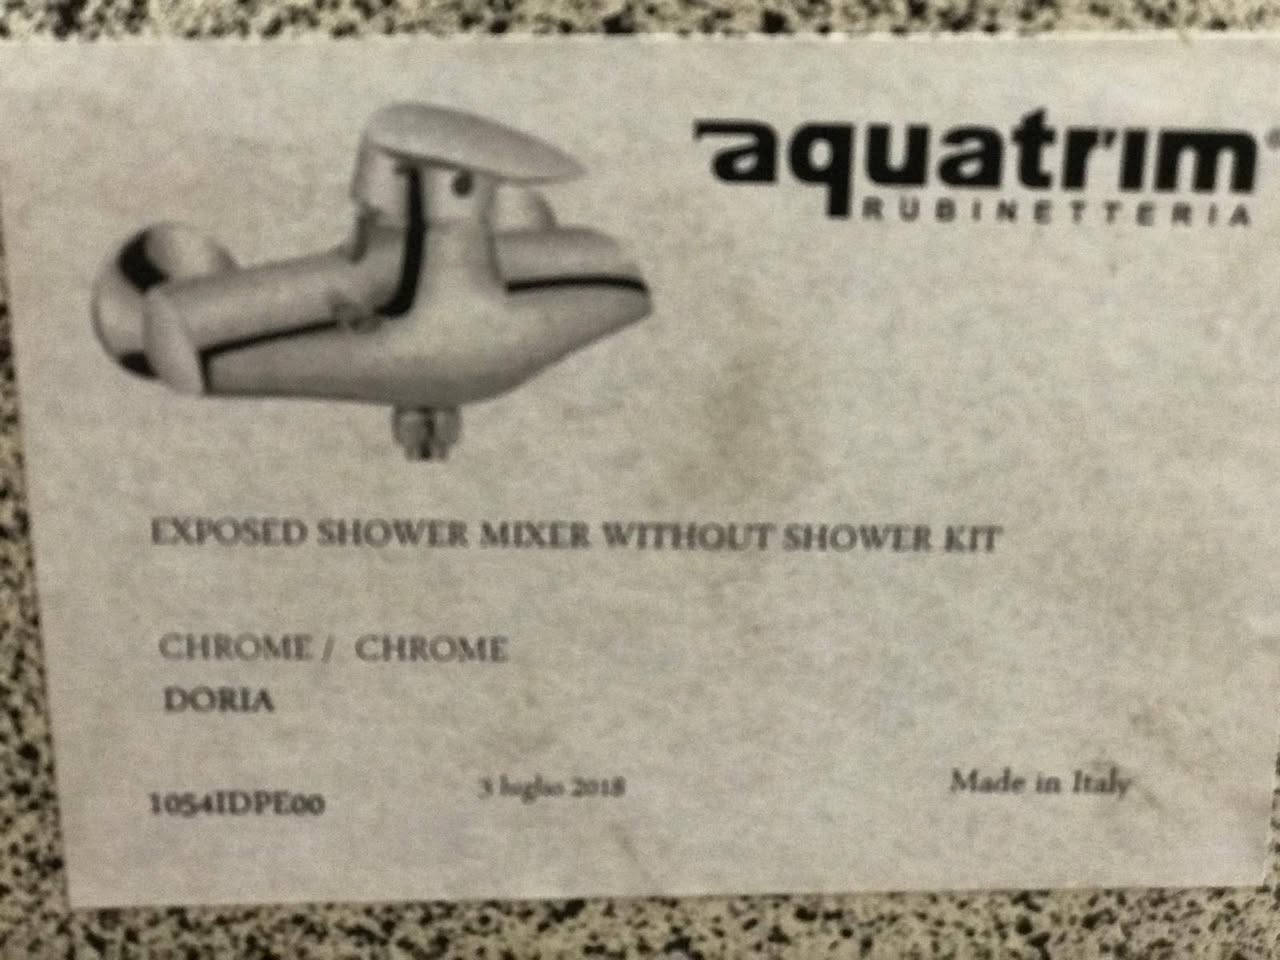 aquatrim
RUBINETTERIA
EXPOSED SHOWER MIXER WITHOUT SHOWER KIT
CHROME / CHROME
DORIA
1054IDPE00
3 luglio 2018
Made in Italy